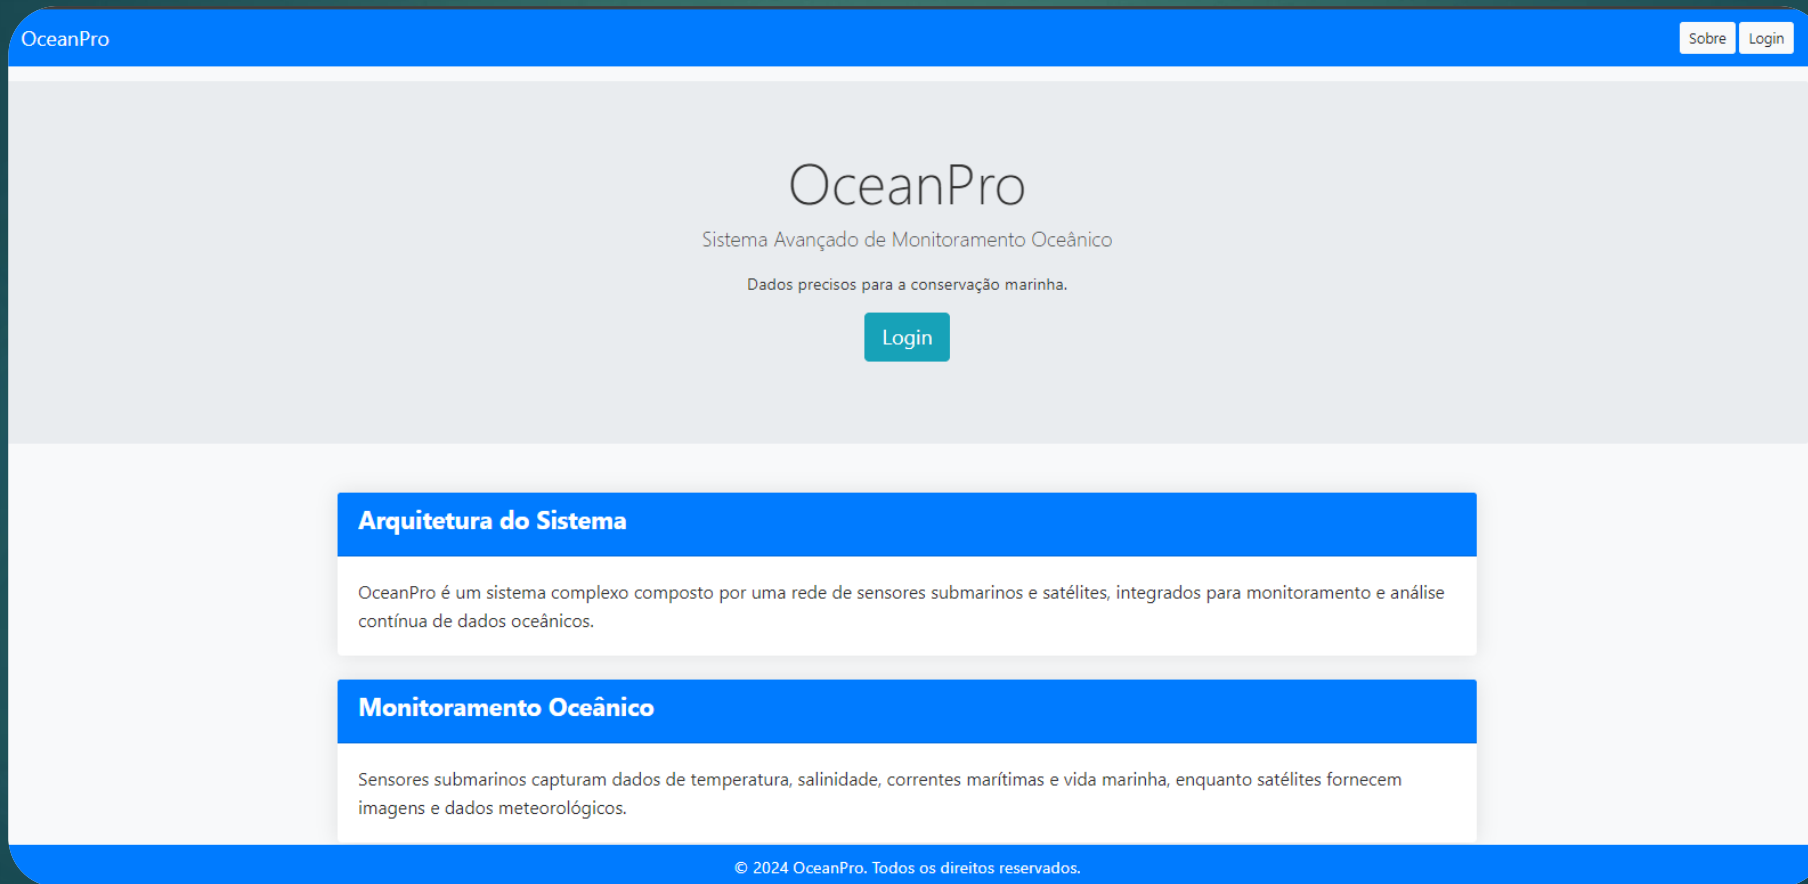 OceanPro
Sobre
Login
OceanPro
Sistema Avançado de Monitoramento Oceânico
Dados precisos para a conservação marinha.
Login
Arquitetura do Sistema
OceanPro é um sistema complexo composto por uma rede de sensores submarinos e satélites, integrados para monitoramento e análise
contínua de dados oceânicos.
Monitoramento Oceânico
Sensores submarinos capturam dados de temperatura, salinidade, correntes marítimas e vida marinha, enquanto satélites fornecem
imagens e dados meteorológicos.
© 2024 OceanPro. Todos os direitos reservados.